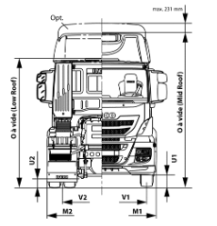 max. 231 mm
Opt.
O à vide (Low Roof)
O à vide (Mid Roof)
U2
U1
V2
V1
M2
M1